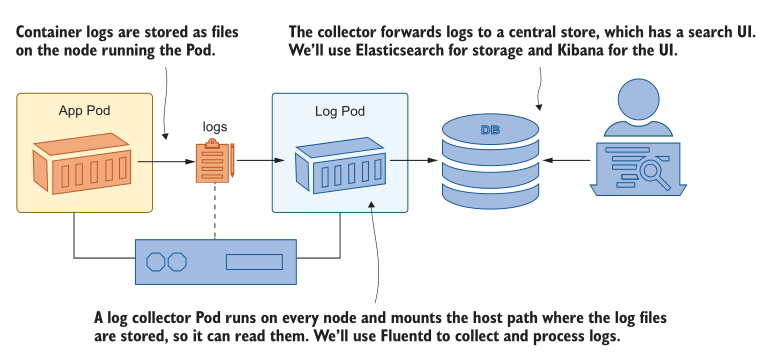 Container logs are stored as files
on the node running the Pod.
The collector forwards logs to a central store, which has a search UI.
We'll use Elasticsearch for storage and Kibana for the UI.
App Pod
logs
Log Pod
DB
A log collector Pod runs on every node and mounts the host path where the log files
are stored, so it can read them. We'll use Fluentd to collect and process logs.